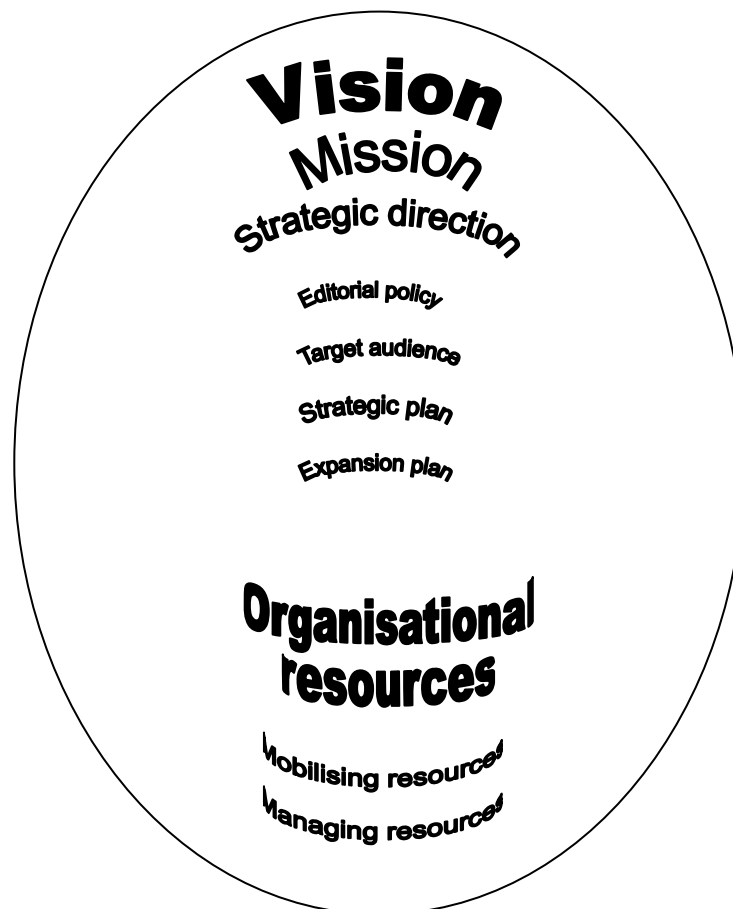 Vision
Mission
Strategic direction
Editorial policy
Target audience
Strategic plan
Expansion plan
Organisational
resources
Mobilising resources
Managing resources